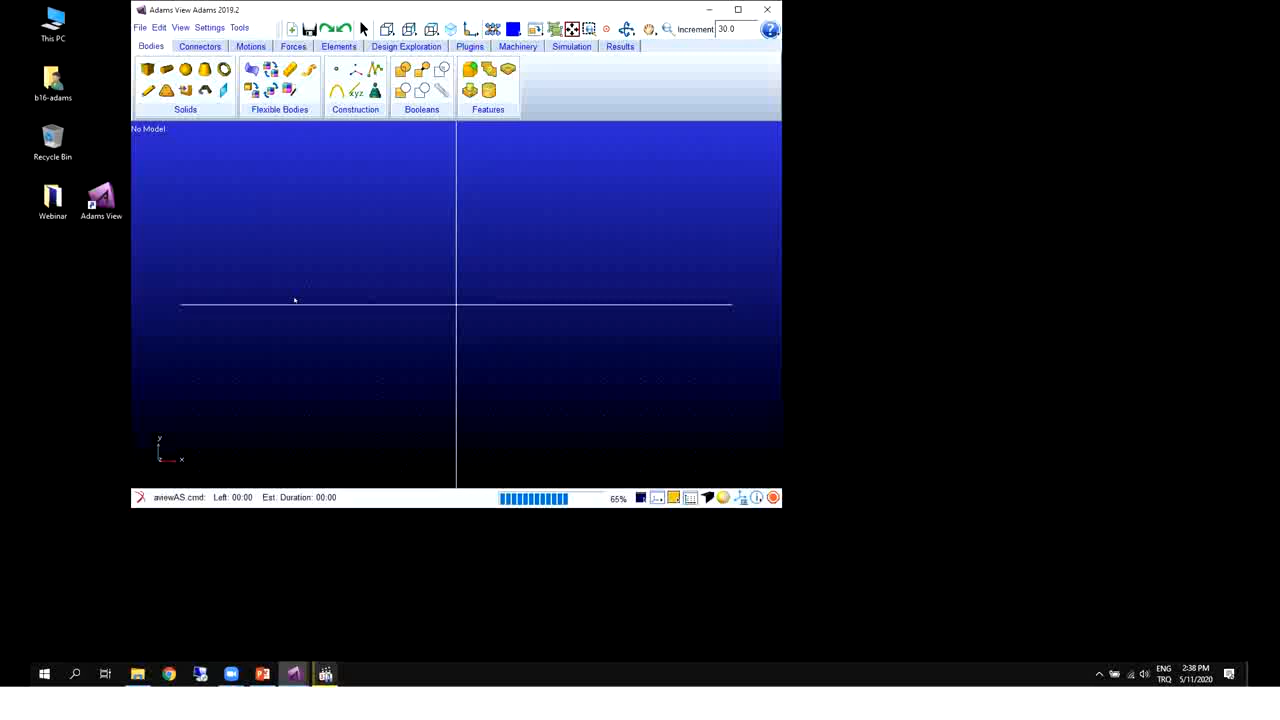 This PC
b16-adams
Recycle Bin
Webinar
Adams View
Adams View Adams 2019.2
File Edit View Settings Tools
Increment 30.0
Bodies Connectors Motions Forces Elements Design Exploration Plugins Machinery Simulation Results
xyz
Solids Flexible Bodies Construction Booleans Features
No Model
y
z x
aviewAS.cmd: Left: 00:00 Est. Duration: 00:00 65%
ENG 2:38 PM
TRQ 5/11/2020